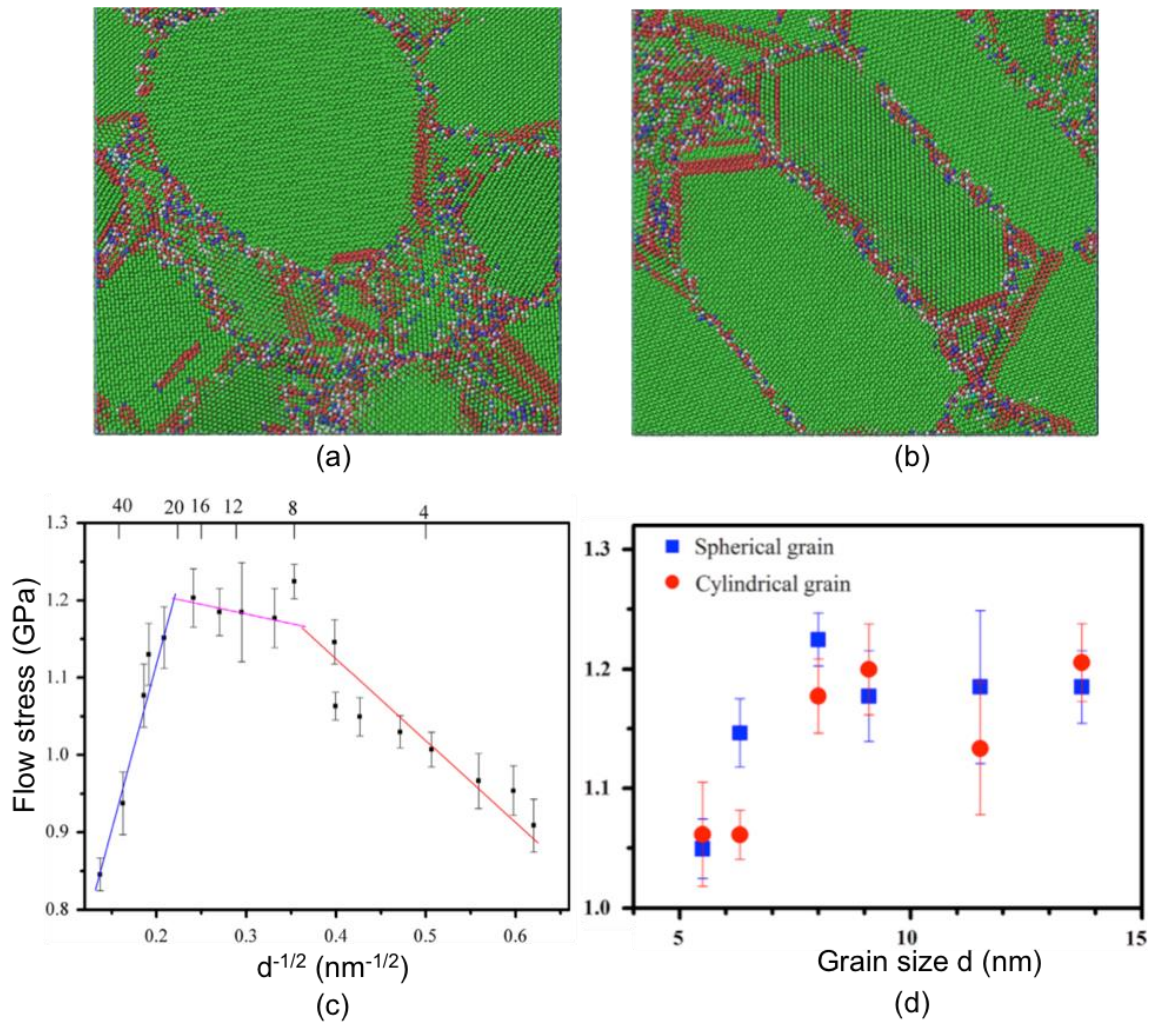 (a)
(b)
40 20 16 12 8 4
1.3
1.2
1.1
1.0
0.9
0.8
Flow stress (GPa)
0.2 0.3 0.4 0.5 0.6
d-1/2 (nm-1/2)
(c)
Spherical grain
Cylindrical grain
1.3
1.2
1.1
1.0
5 10 15
Grain size d (nm)
(d)